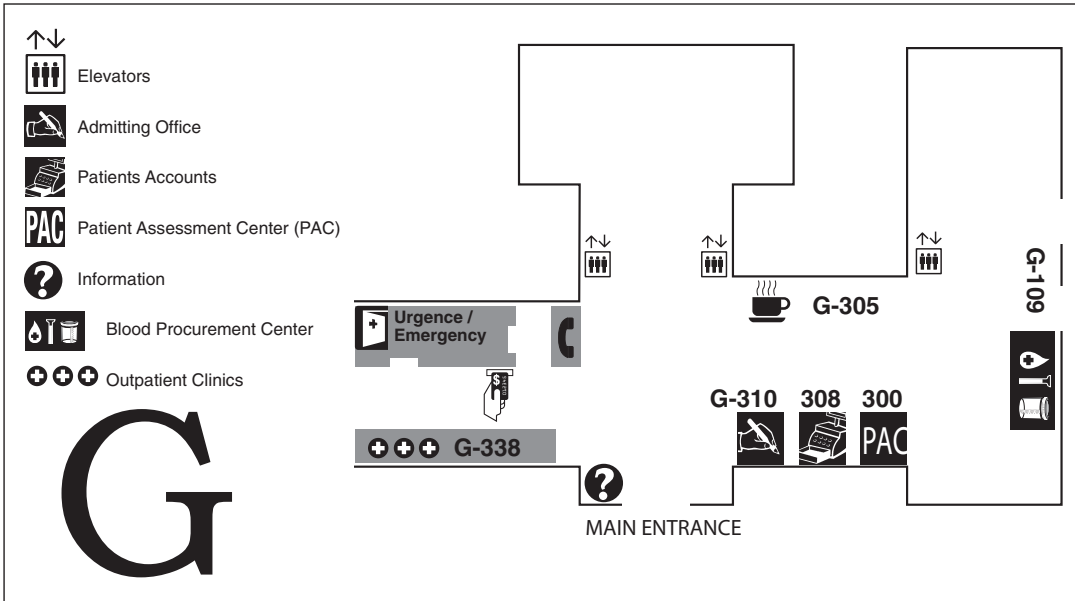 Elevators
Admitting Office
Patients Accounts
PAC
Patient Assessment Center (PAC)
?
Information
Blood Procurement Center
Outpatient Clinics
G
Urgence /
Emergency
$
G-338
G-305
G-310 308 300
PAC
G-109
?
MAIN ENTRANCE